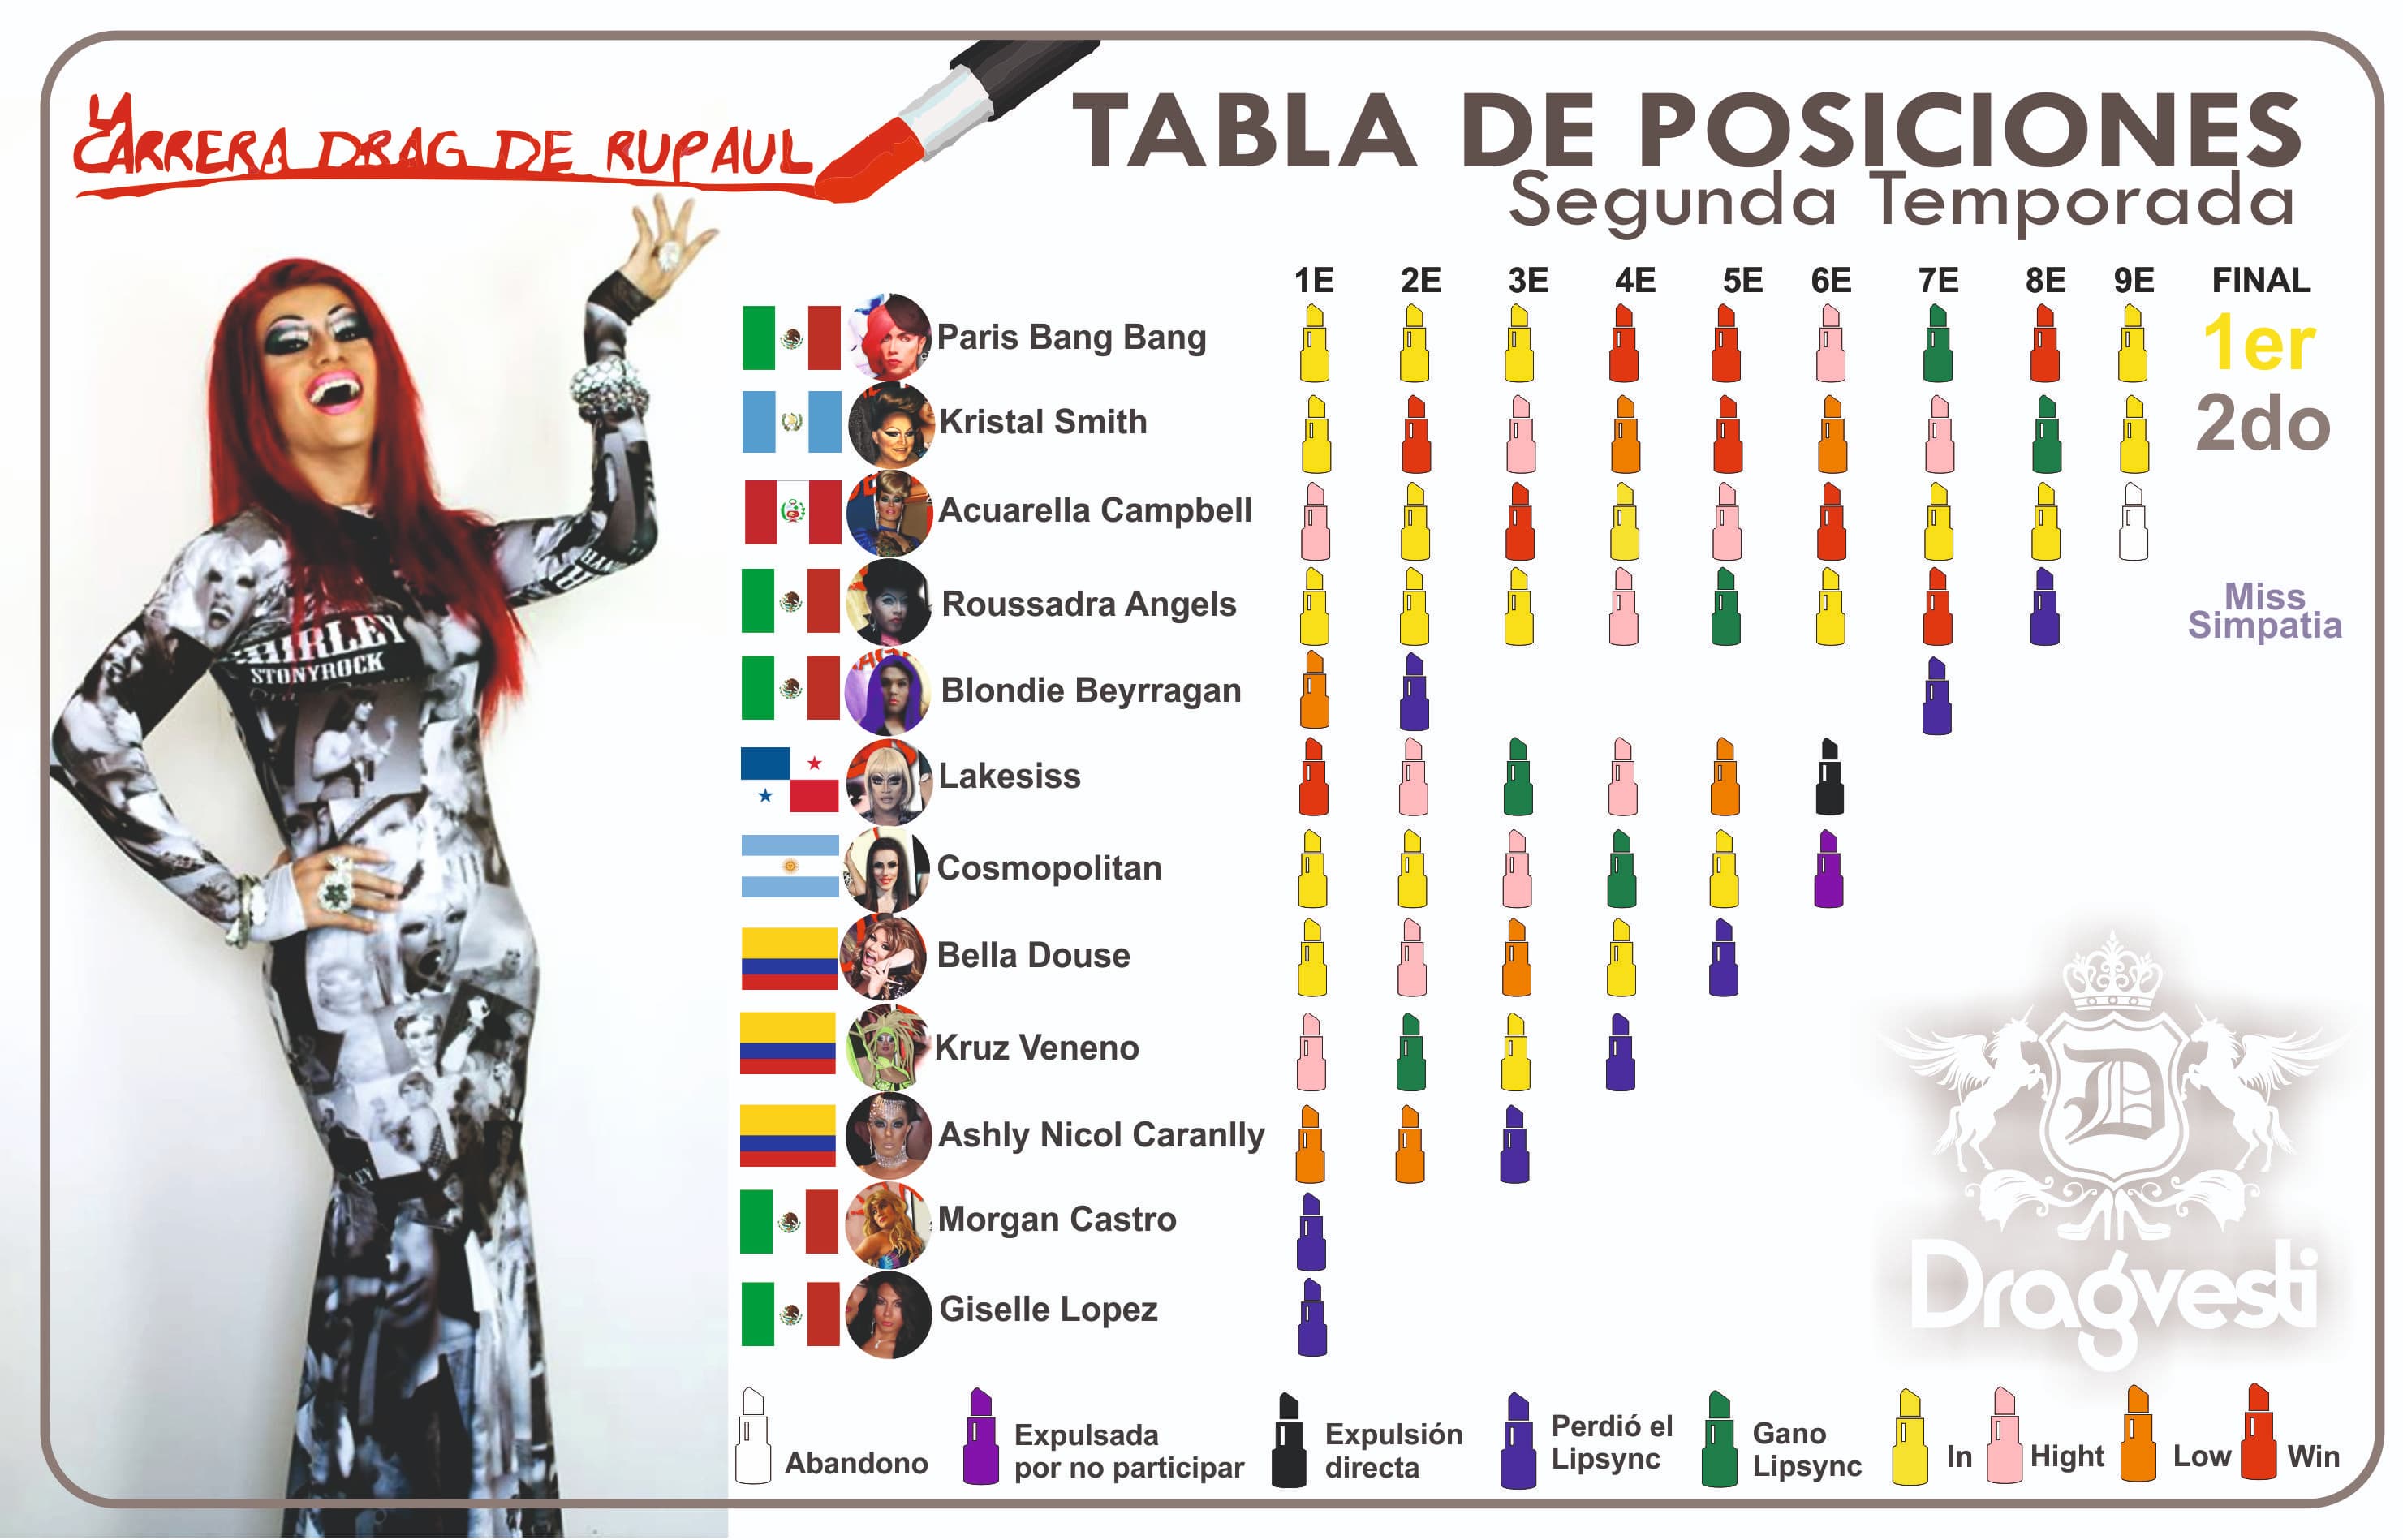 LA
CARRERA DRAG DE RUPAUL
TABLA DE POSICIONES
Segunda Temporada
1E 2E 3E 4E 5E 6E 7E 8E 9E FINAL
Paris Bang Bang 1er
Kristal Smith 2do
Acuarella Campbell
Roussadra Angels
Miss
Simpatia
Blondie Beyrragan
Lakesiss
Cosmopolitan
Bella Douse
Kruz Veneno
Ashly Nicol Caranlly
Morgan Castro
Giselle Lopez
SHIRLEY
STONYROCK
D
Dragvesti
Abandono
Expulsada
por no participar
Expulsión
directa
Perdió el
Lipsync
Gano
Lipsync
In
Hight
Low
Win